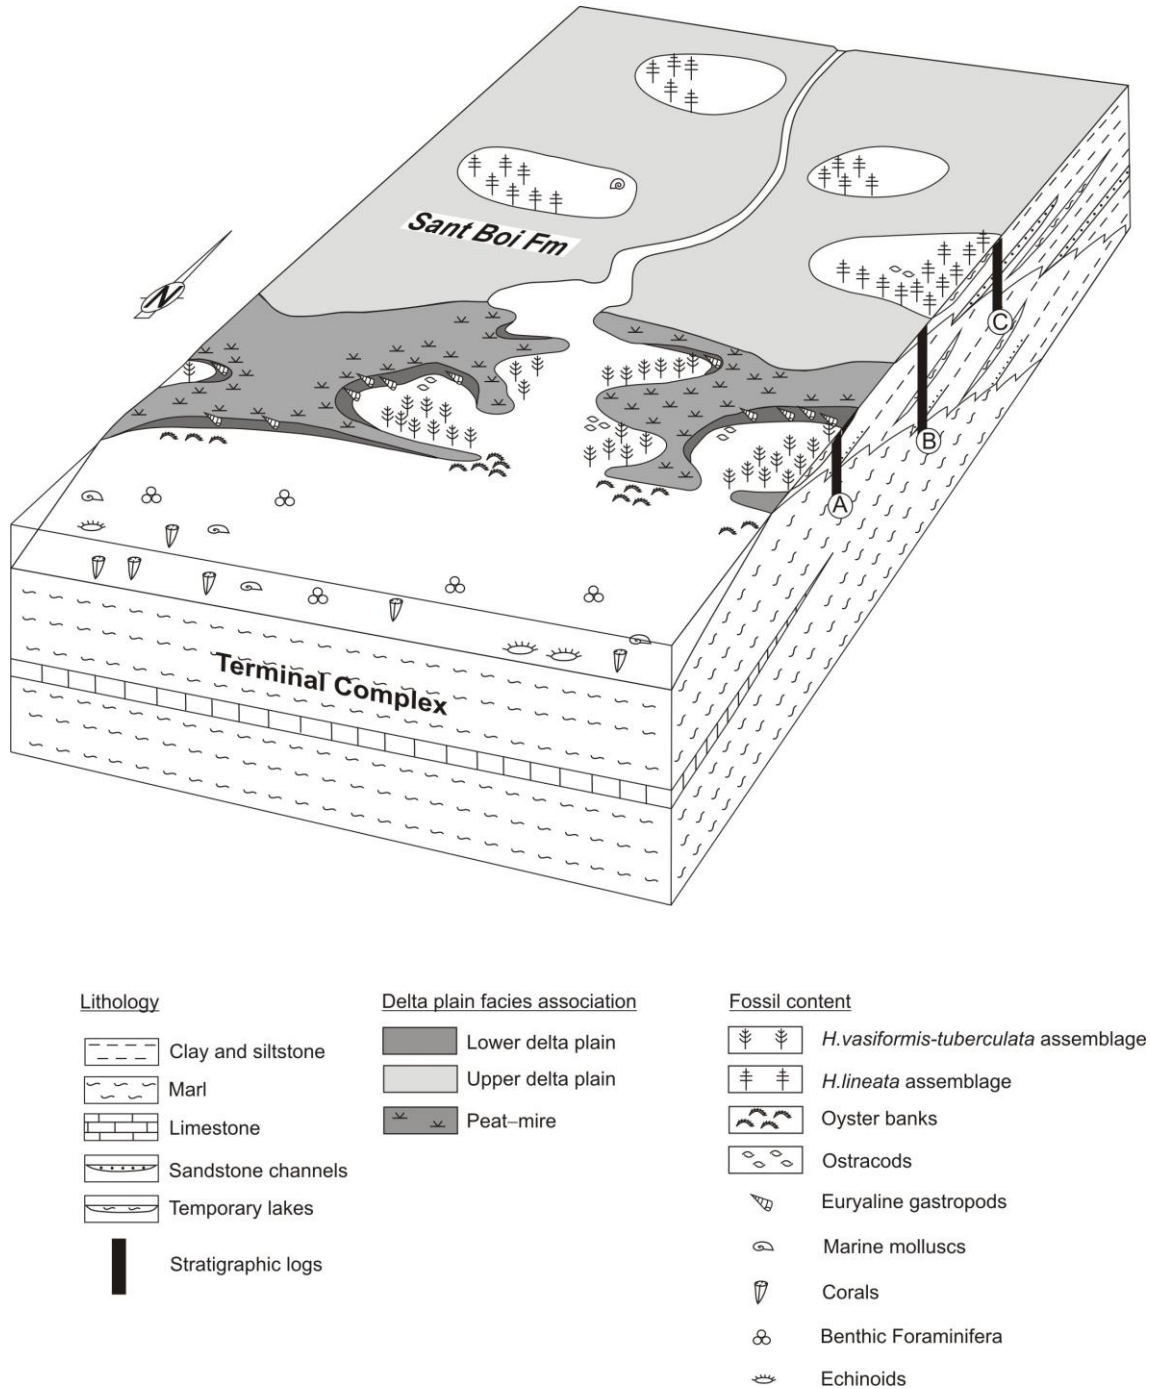 Sant Boi Fm
N
C
B
A
Terminal Complex
Lithology
Clay and siltstone
Marl
Limestone
Sandstone channels
Temporary lakes
Stratigraphic logs
Delta plain facies association
Lower delta plain
Upper delta plain
Peat–mire
Fossil content
H.vasiformis-tuberculata assemblage
H.lineata assemblage
Oyster banks
Ostracods
Euryaline gastropods
Marine molluscs
Corals
Benthic Foraminifera
Echinoids